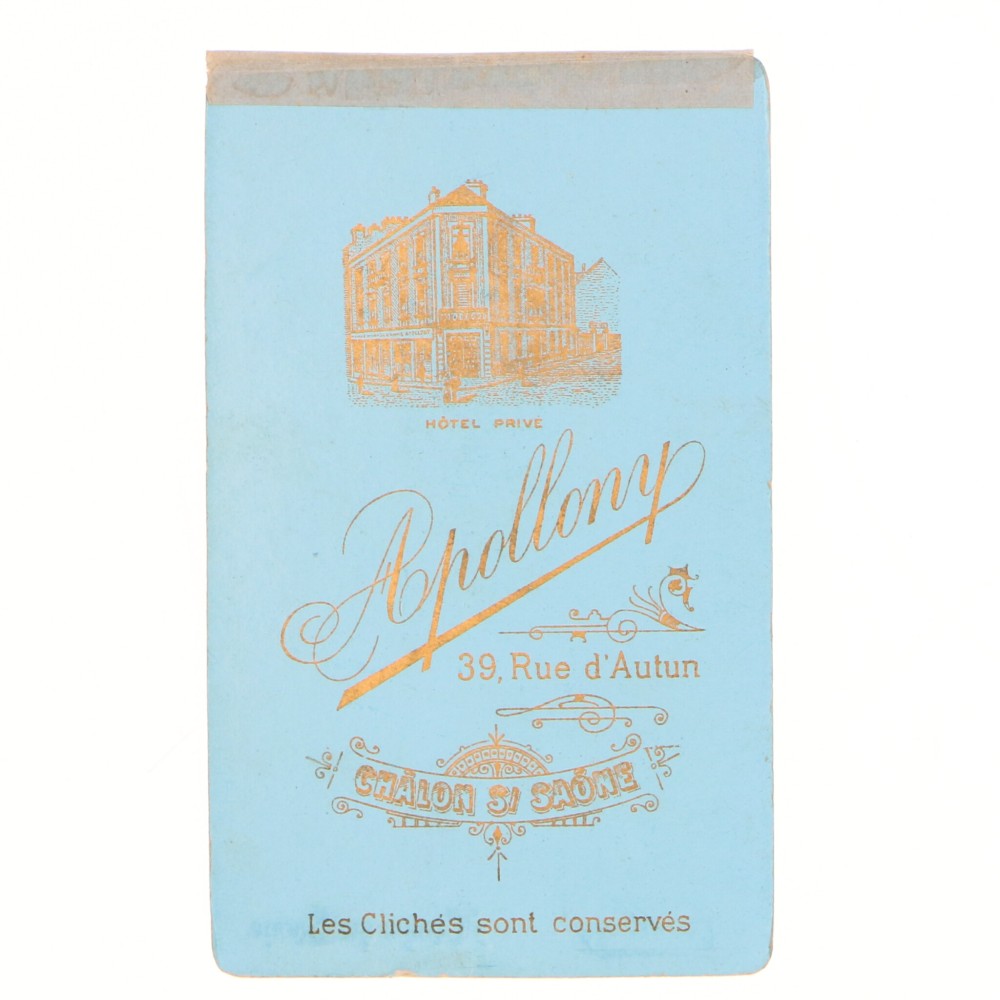 HÔTEL PRIVÉ
Apollony
39, Rue d'Autun
CHÂLON S/ SAÔNE
Les Clichés sont conservés